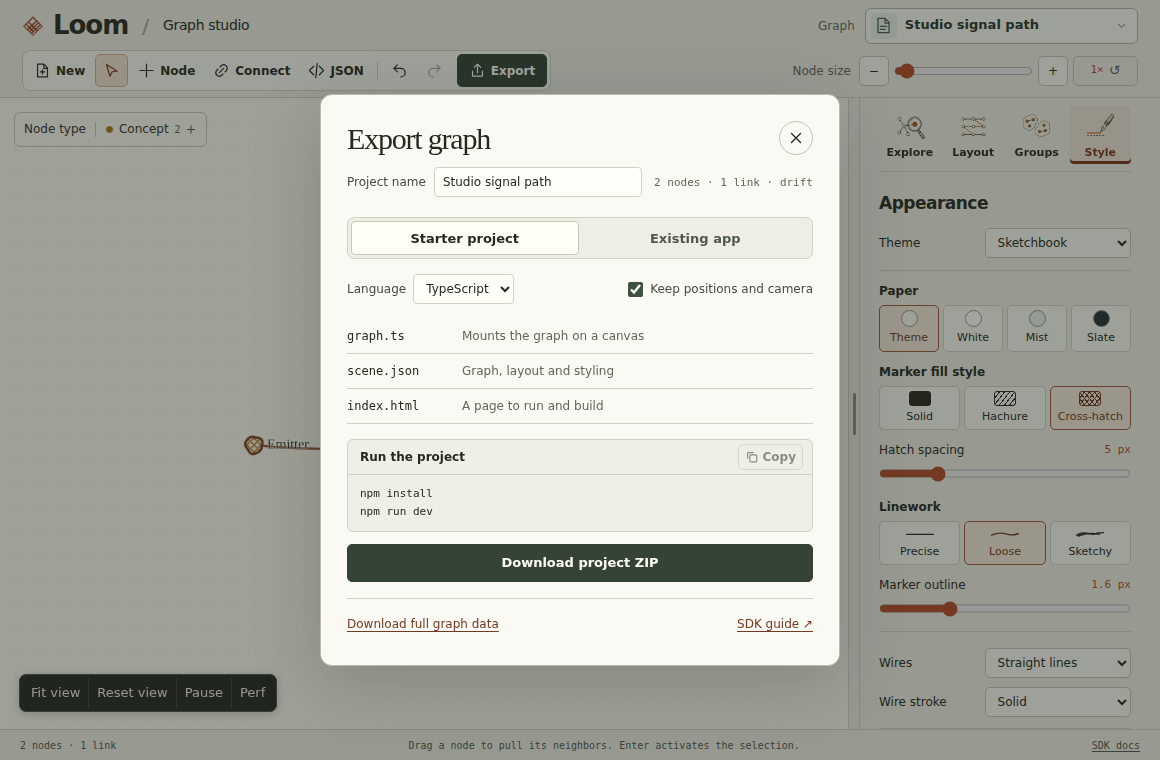 Loom / Graph studio
Graph Studio signal path
New Node Connect JSON Export
Node size − + 1× ↺
Node type Concept 2 +
Explore Layout Groups Style
Appearance
Theme Sketchbook
Paper
Theme White Mist Slate
Marker fill style
Solid Hachure Cross-hatch
Hatch spacing 5 px
Linework
Precise Loose Sketchy
Marker outline 1.6 px
Wires Straight lines
Wire stroke Solid
Emitter
Export graph
Project name Studio signal path 2 nodes · 1 link · drift
Starter project Existing app
Language TypeScript Keep positions and camera
graph.ts Mounts the graph on a canvas
scene.json Graph, layout and styling
index.html A page to run and build
Run the project Copy
npm install
npm run dev
Download project ZIP
Download full graph data SDK guide ↗
Fit view Reset view Pause Perf
2 nodes · 1 link Drag a node to pull its neighbors. Enter activates the selection. SDK docs